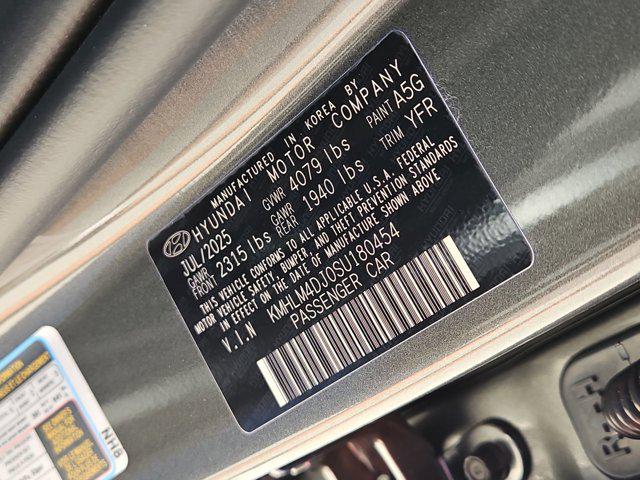 MANUFACTURED IN KOREA BY
HYUNDAI MOTOR COMPANY
JUL/2025 GVWR 4079 lbs PAINT A5G
GAWR FRONT 2315 lbs GAWR REAR 1940 lbs TRIM YFR
THIS VEHICLE CONFORMS TO ALL APPLICABLE U.S.A. FEDERAL
MOTOR VEHICLE SAFETY, BUMPER AND THEFT PREVENTION STANDARDS
IN EFFECT ON THE DATE OF MANUFACTURE SHOWN ABOVE
V.I.N KMHLM4DJ0SU180454
PASSENGER CAR
NH8